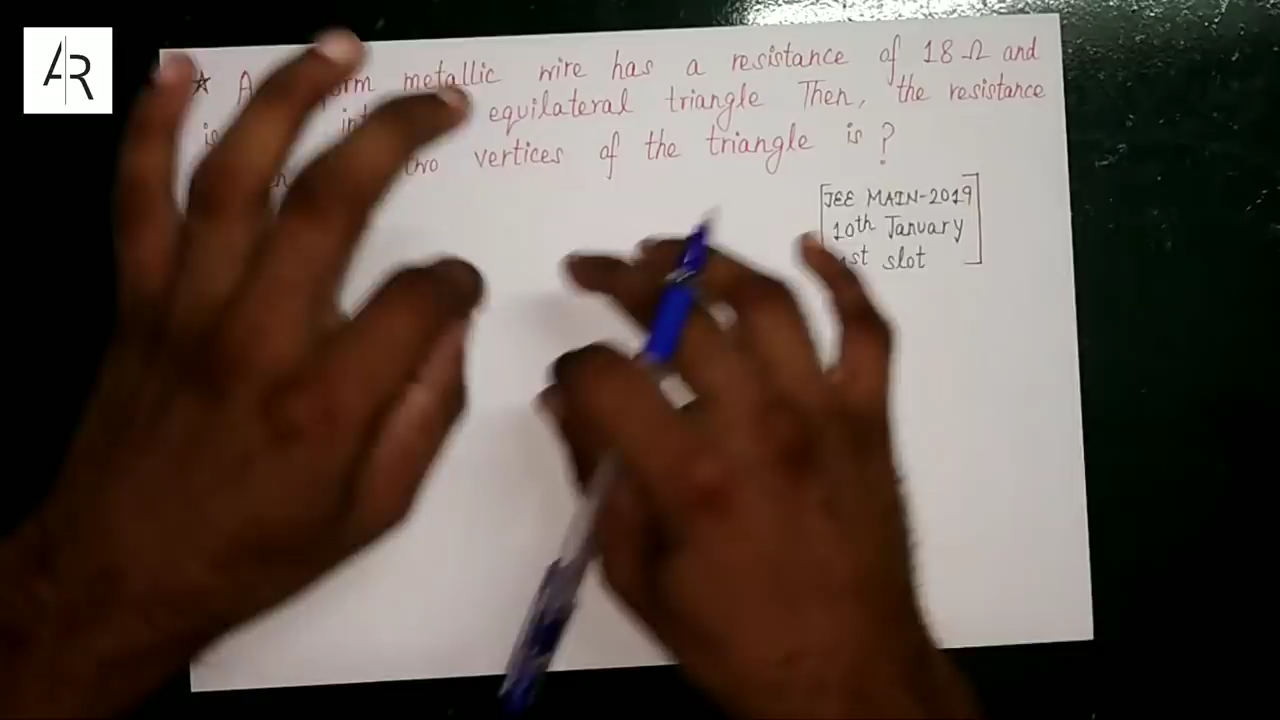 AR
★ A metallic wire has a resistance of 18 Ω and
is equilateral triangle Then, the resistance
two vertices of the triangle is ?
[JEE MAIN-2019
10th January
slot]